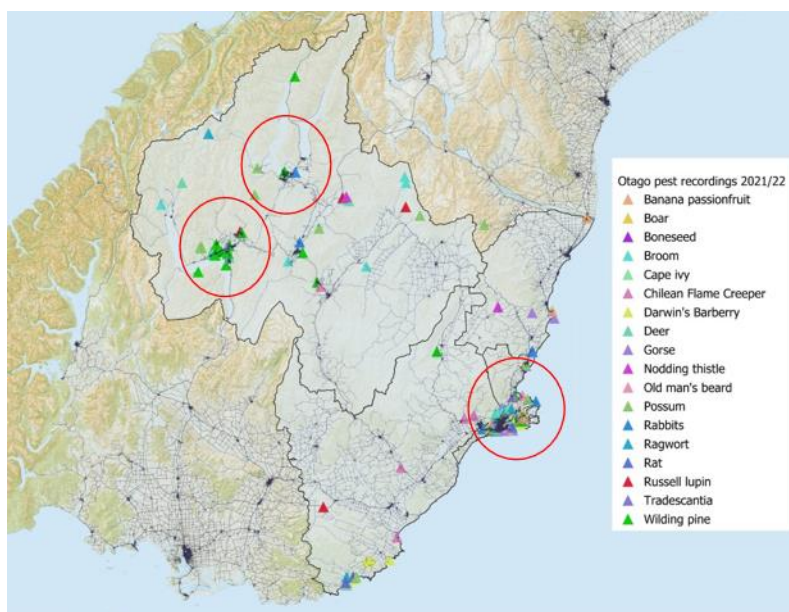 Otago pest recordings 2021/22
Banana passionfruit
Boar
Boneseed
Broom
Cape ivy
Chilean Flame Creeper
Darwin's Barberry
Deer
Gorse
Nodding thistle
Old man's beard
Possum
Rabbits
Ragwort
Rat
Russell lupin
Tradescantia
Wilding pine